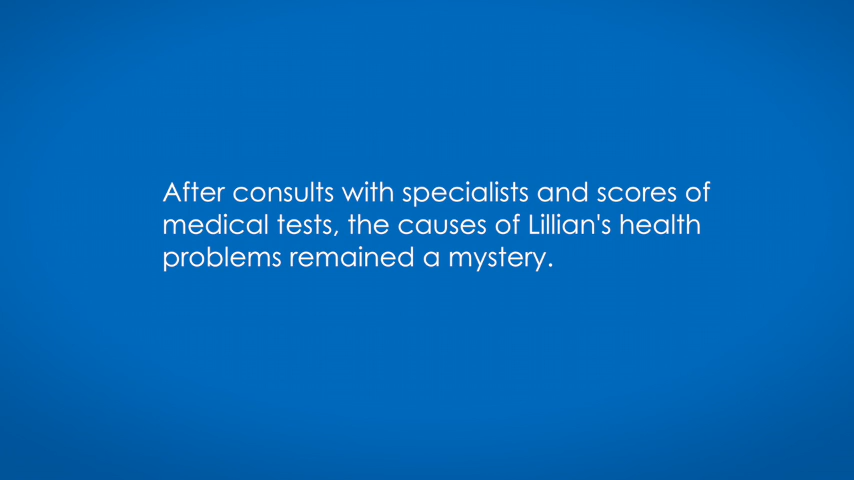 After consults with specialists and scores of
medical tests, the causes of Lillian's health
problems remained a mystery.